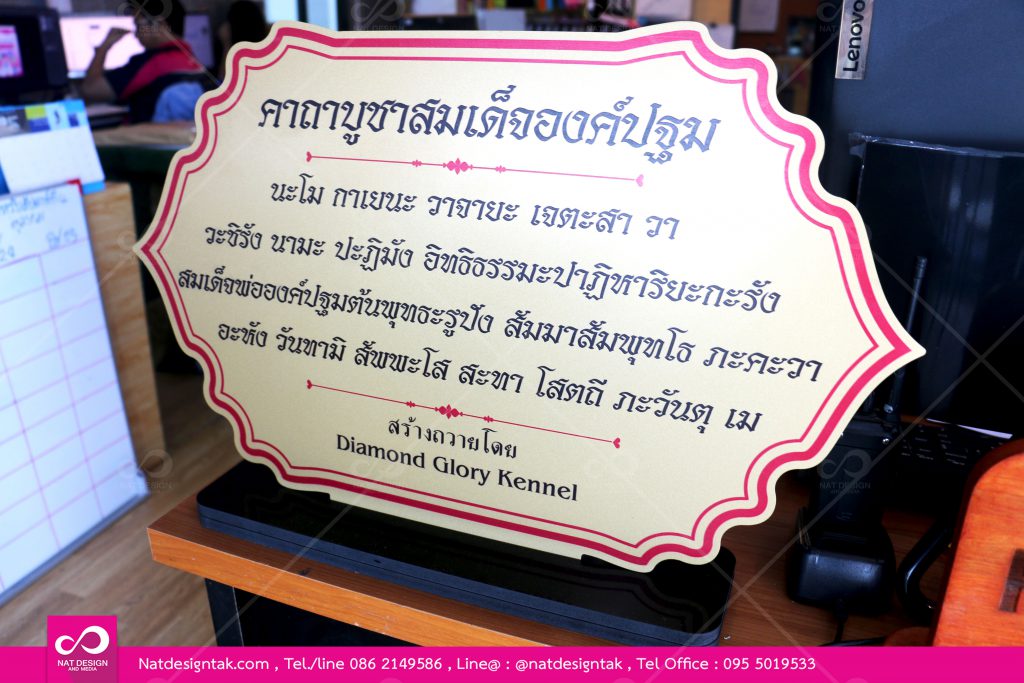 Lenovo
คาถาบูชาสมเด็จองค์ปฐม
นะโม กาเยนะ วาจายะ เจตะสา วา
วะชิรัง นามะ ปะฏิมัง อิทธิธรรมะปาฏิหาริยะกะรัง
สมเด็จพ่อองค์ปฐมต้นพุทธะรูปัง สัมมาสัมพุทโธ ภะคะวา
อะหัง วันทามิ สัพพะโส สะทา โสตถี ภะวันตุ เม
สร้างถวายโดย
Diamond Glory Kennel
NAT DESIGN
AND MEDIA
Natdesigntak.com , Tel./line 086 2149586 , Line@ : @natdesigntak , Tel Office : 095 5019533